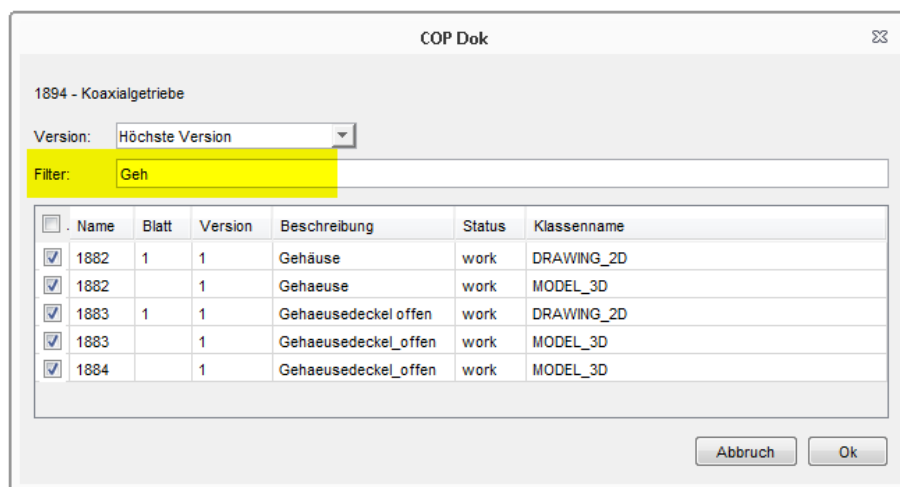 COP Dok
1894 - Koaxialgetriebe
Version: Höchste Version
Filter: Geh
. Name Blatt Version Beschreibung Status Klassenname
1882 1 1 Gehäuse work DRAWING_2D
1882 1 Gehaeuse work MODEL_3D
1883 1 1 Gehaeusedeckel offen work DRAWING_2D
1883 1 Gehaeusedeckel_offen work MODEL_3D
1884 1 Gehaeusedeckel_offen work MODEL_3D
Abbruch Ok